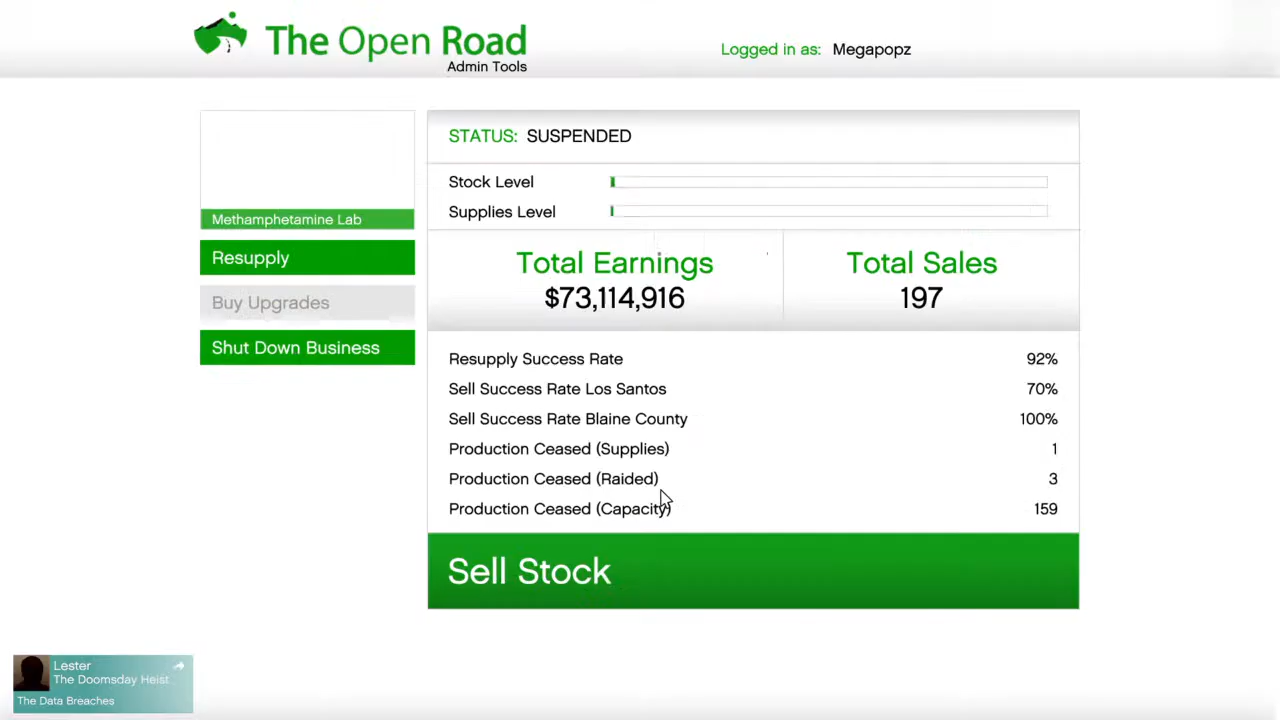 The Open Road
Admin Tools
Logged in as: Megapopz
Methamphetamine Lab
Resupply
Buy Upgrades
Shut Down Business
STATUS: SUSPENDED
Stock Level
Supplies Level
Total Earnings
$73,114,916
Total Sales
197
Resupply Success Rate 92%
Sell Success Rate Los Santos 70%
Sell Success Rate Blaine County 100%
Production Ceased (Supplies) 1
Production Ceased (Raided) 3
Production Ceased (Capacity) 159
Sell Stock
Lester
The Doomsday Heist
The Data Breaches